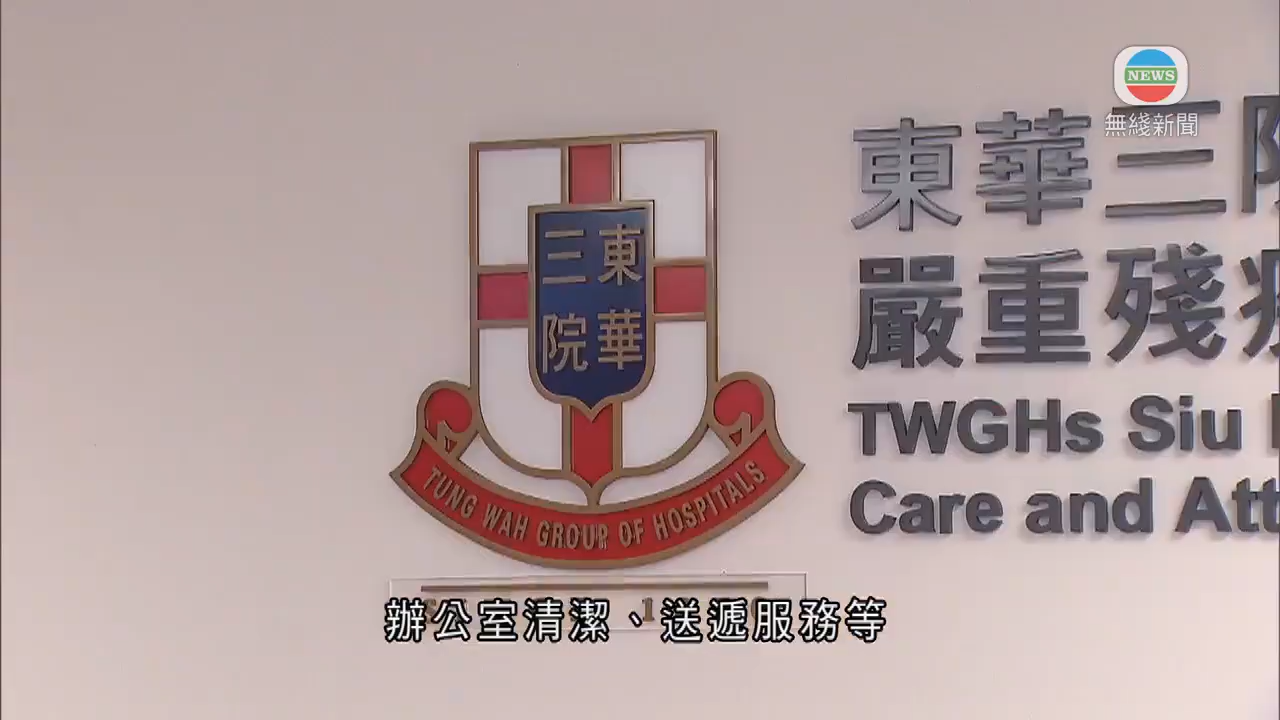 NEWS
無綫新聞
東華三院
TUNG WAH GROUP OF HOSPITALS
東華三
嚴重殘
TWGHs Siu
Care and Att
辦公室清潔、送遞服務等